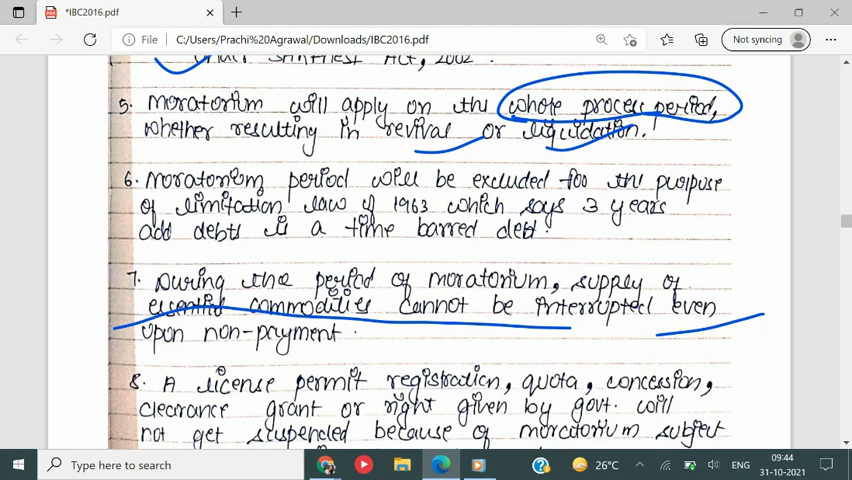 *IBC2016.pdf
File
C:/Users/Prachi%20Agrawal/Downloads/IBC2016.pdf
Not syncing
Act, 2002.
5. Moratorium will apply on the whole process period,
whether resulting in revival or liquidation.
6. Moratorium period will be excluded for the purpose
of limitation law of 1963 which says 3 years
add debts is a time barred debt.
7. During the period of moratorium, supply of
essential commodities cannot be interrupted even
upon non-payment.
8. A license permit registration, quota, concession,
clearance grant or right given by govt. will
not get suspended because of moratorium subject
Type here to search
26°C
ENG
09:44
31-10-2021